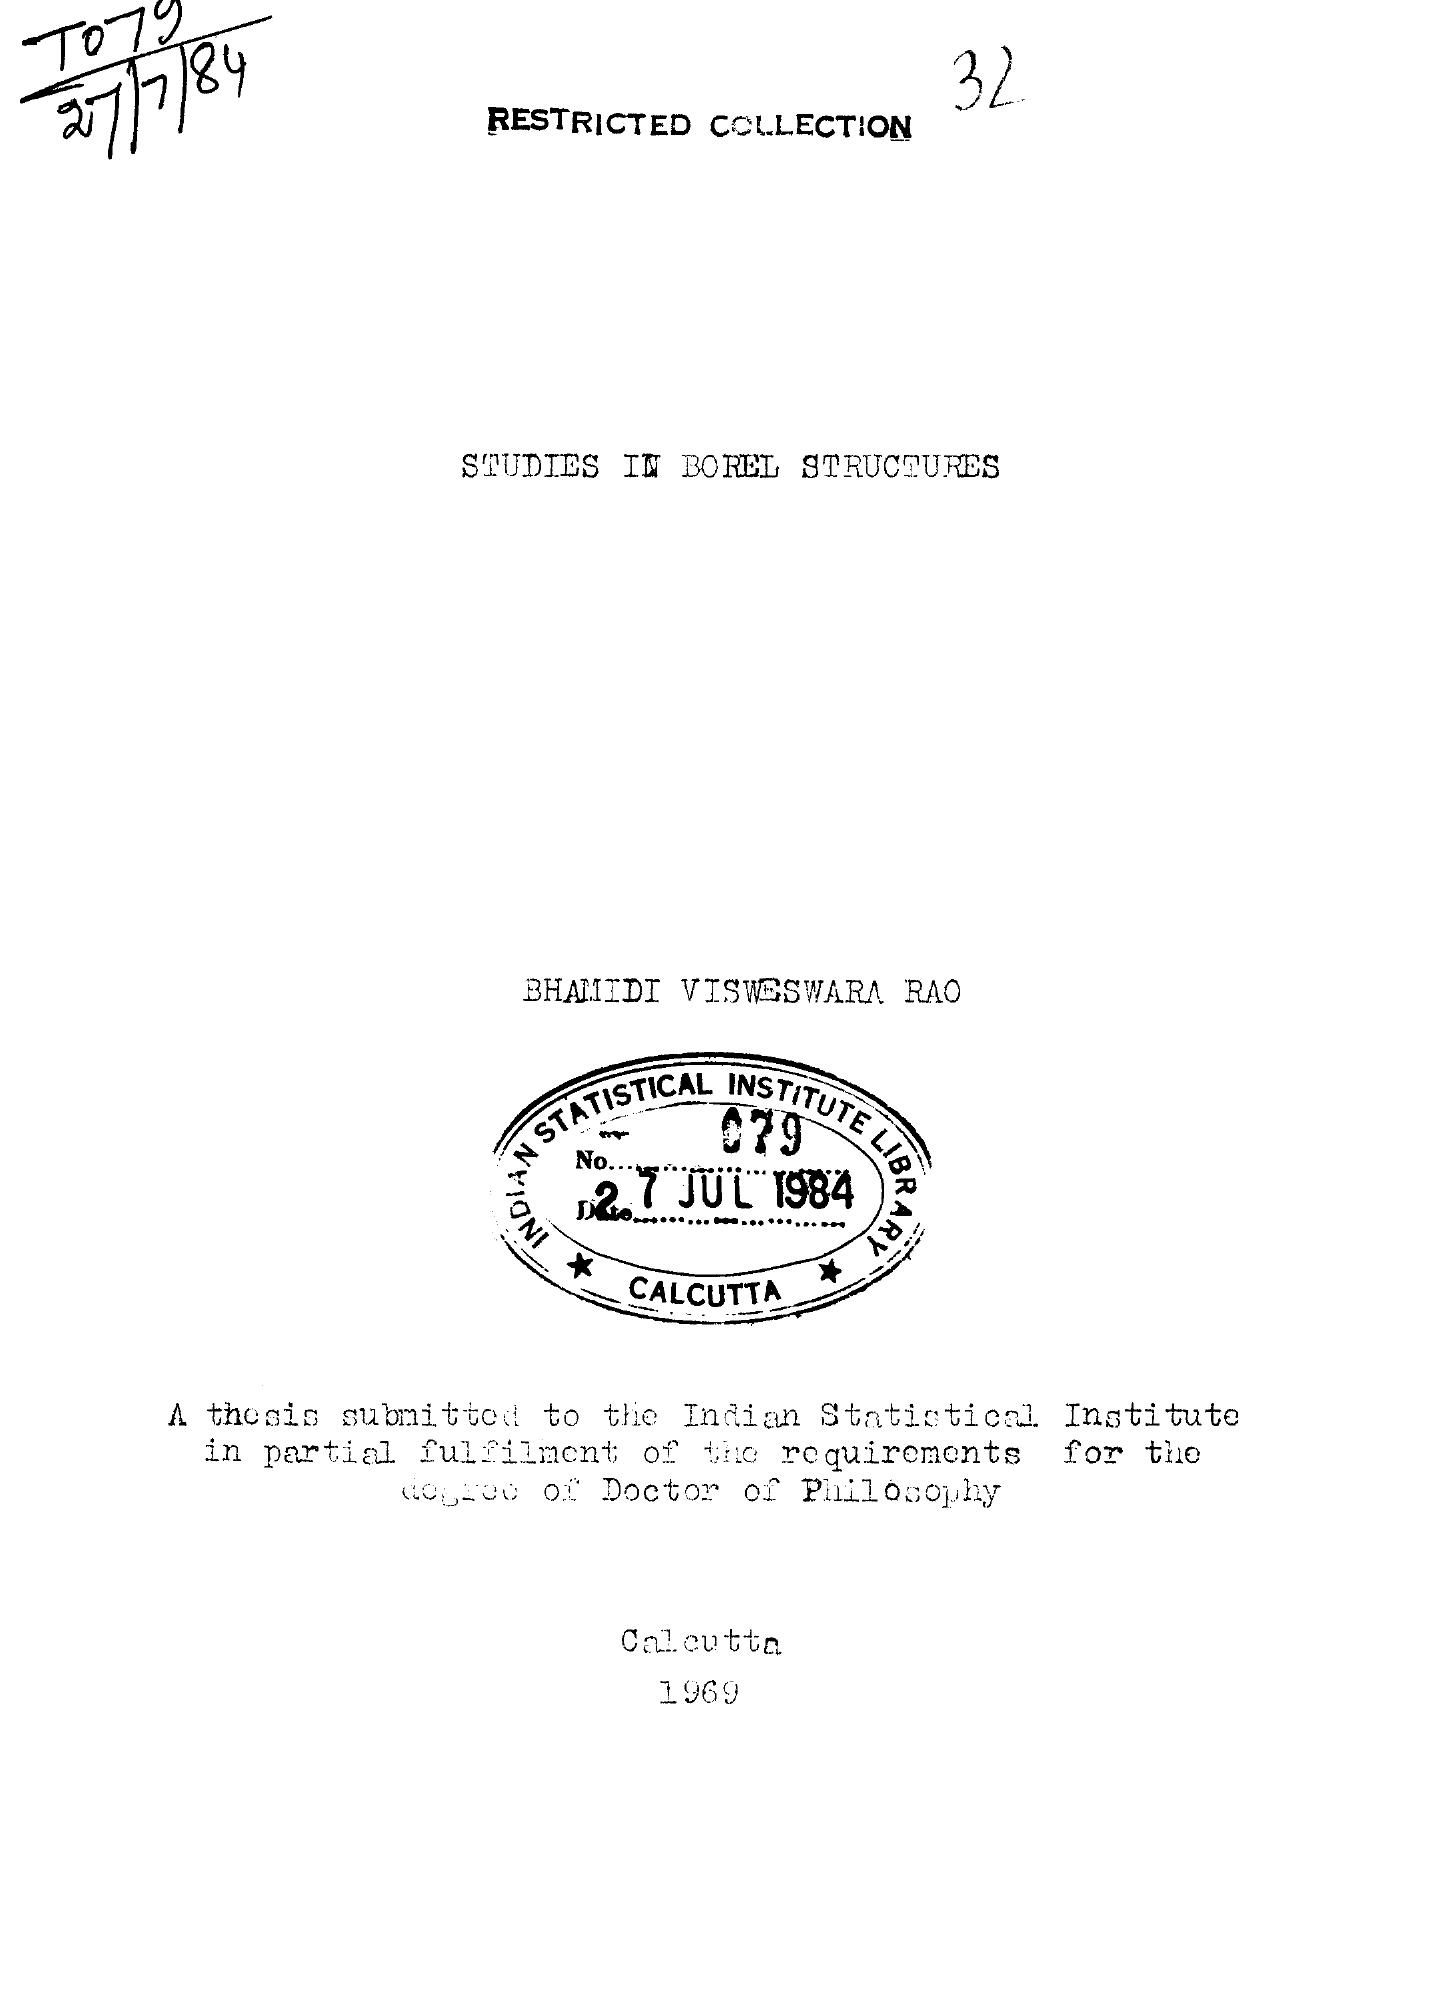 T079
27/7/84
32
RESTRICTED COLLECTION
STUDIES IN BOREL STRUCTURES
BHAMIDI VISWESWARA RAO
INDIAN STATISTICAL INSTITUTE LIBRARY
No. 079
Date 27 JUL 1984
★ CALCUTTA ★
A thesis submitted to the Indian Statistical Institute
in partial fulfilment of the requirements for the
degree of Doctor of Philosophy
Calcutta
1969